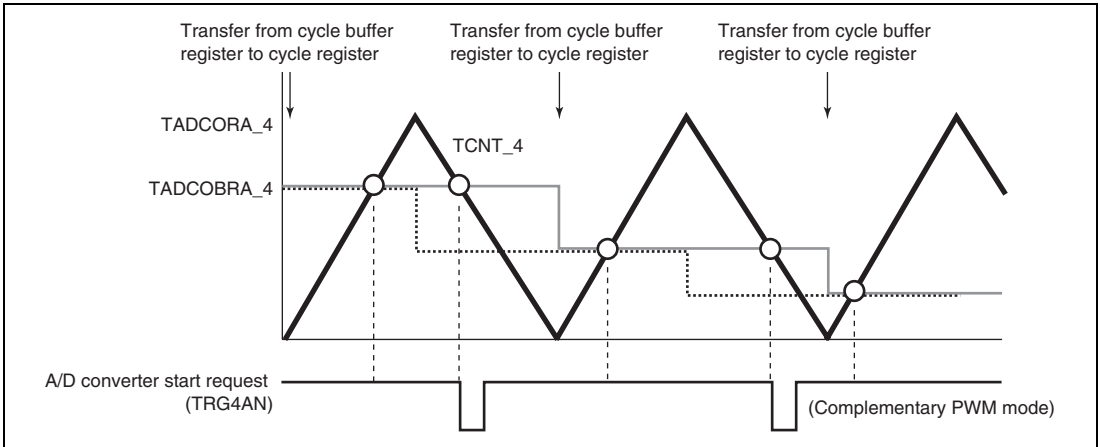 Transfer from cycle buffer
register to cycle register
Transfer from cycle buffer
register to cycle register
Transfer from cycle buffer
register to cycle register
TADCORA_4
TCNT_4
TADCOBRA_4
A/D converter start request
(TRG4AN)
(Complementary PWM mode)